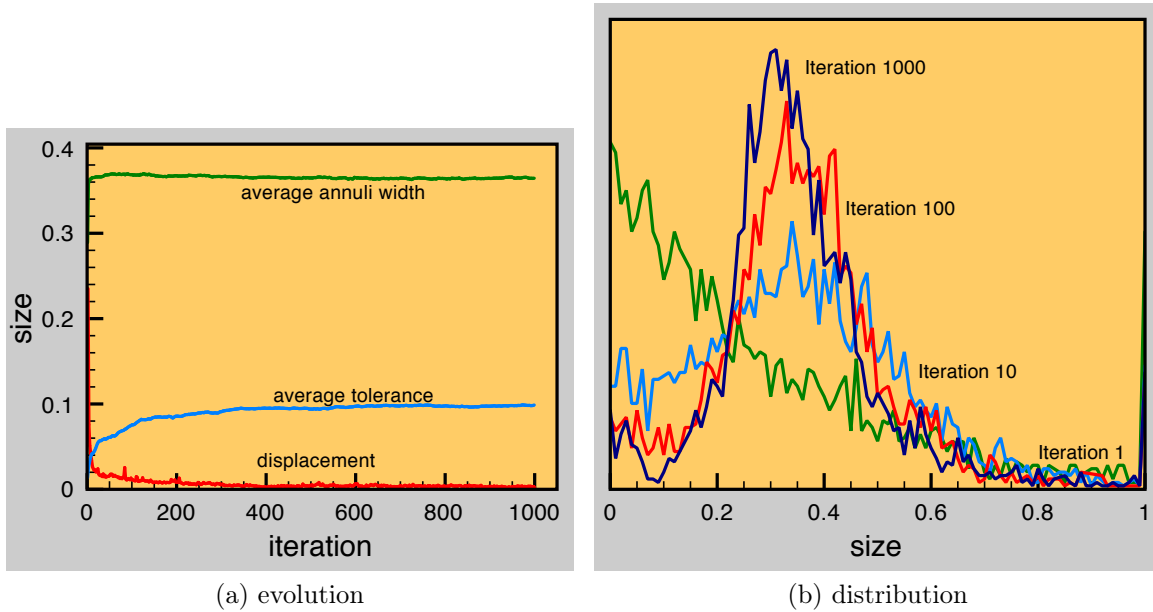 0.4
0.3
0.2
0.1
0
size
average annuli width
average tolerance
displacement
0 200 400 600 800 1000
iteration
(a) evolution
Iteration 1000
Iteration 100
Iteration 10
Iteration 1
0 0.2 0.4 0.6 0.8 1
size
(b) distribution